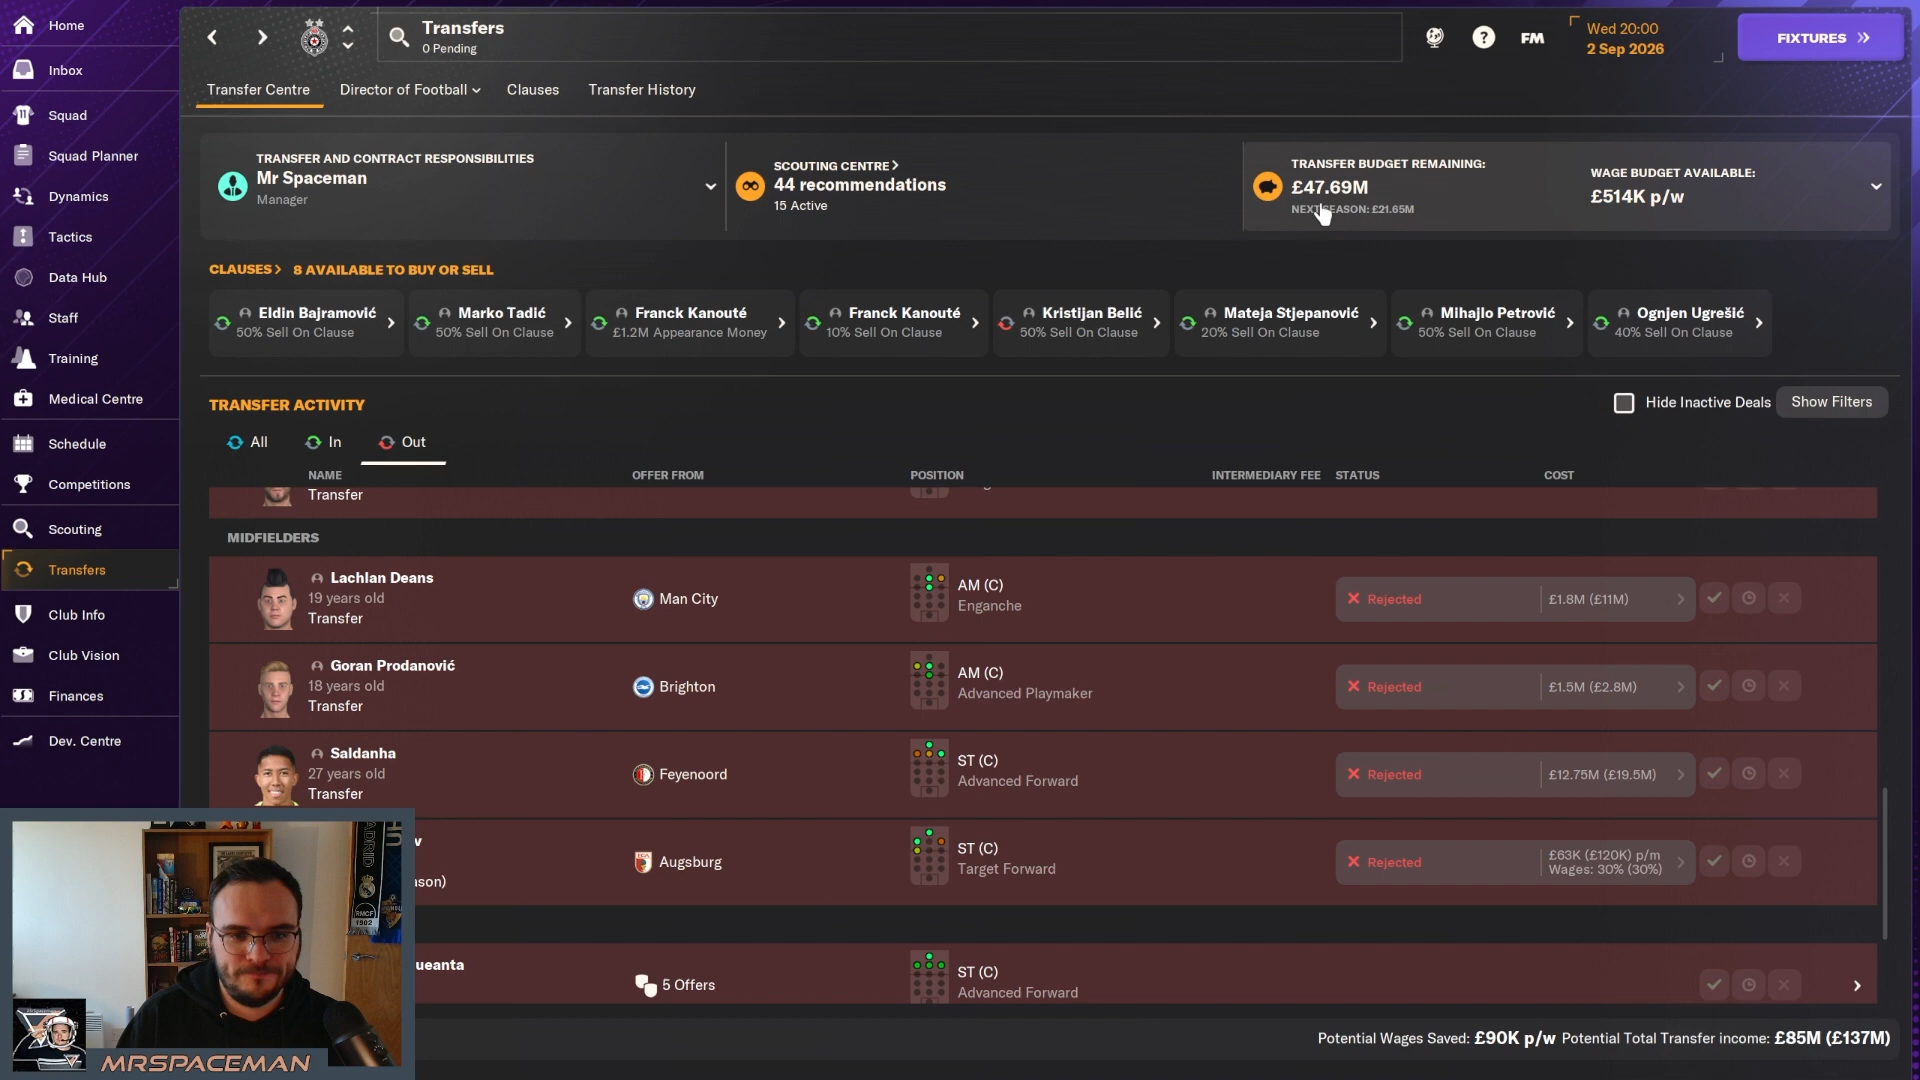 Home
Inbox
Squad
Squad Planner
Dynamics
Tactics
Data Hub
Staff
Training
Medical Centre
Schedule
Competitions
Scouting
Transfers
Club Info
Club Vision
Finances
Dev. Centre
Transfers
0 Pending
FM
Wed 20:00
2 Sep 2026
FIXTURES
Transfer Centre
Director of Football
Clauses
Transfer History
TRANSFER AND CONTRACT RESPONSIBILITIES
Mr Spaceman
Manager
SCOUTING CENTRE
44 recommendations
15 Active
TRANSFER BUDGET REMAINING:
£47.69M
NEXT SEASON: £21.65M
WAGE BUDGET AVAILABLE:
£514K p/w
CLAUSES 8 AVAILABLE TO BUY OR SELL
Eldin Bajramović
50% Sell On Clause
Marko Tadić
50% Sell On Clause
Franck Kanouté
£1.2M Appearance Money
Franck Kanouté
10% Sell On Clause
Kristijan Belić
50% Sell On Clause
Mateja Stjepanović
20% Sell On Clause
Mihajlo Petrović
50% Sell On Clause
Ognjen Ugrešić
40% Sell On Clause
TRANSFER ACTIVITY
Hide Inactive Deals
Show Filters
All
In
Out
NAME OFFER FROM POSITION INTERMEDIARY FEE STATUS COST
Transfer
MIDFIELDERS
Lachlan Deans
19 years old
Transfer
Man City
AM (C)
Enganche
Rejected
£1.8M (£11M)
Goran Prodanović
18 years old
Transfer
Brighton
AM (C)
Advanced Playmaker
Rejected
£1.5M (£2.8M)
Saldanha
27 years old
Transfer
Feyenoord
ST (C)
Advanced Forward
Rejected
£12.75M (£19.5M)
v
ason)
Augsburg
ST (C)
Target Forward
Rejected
£63K (£120K) p/m
Wages: 30% (30%)
ueanta
5 Offers
ST (C)
Advanced Forward
Potential Wages Saved: £90K p/w Potential Total Transfer income: £85M (£137M)
MADRID
RMCF
1902
MRSPACEMAN